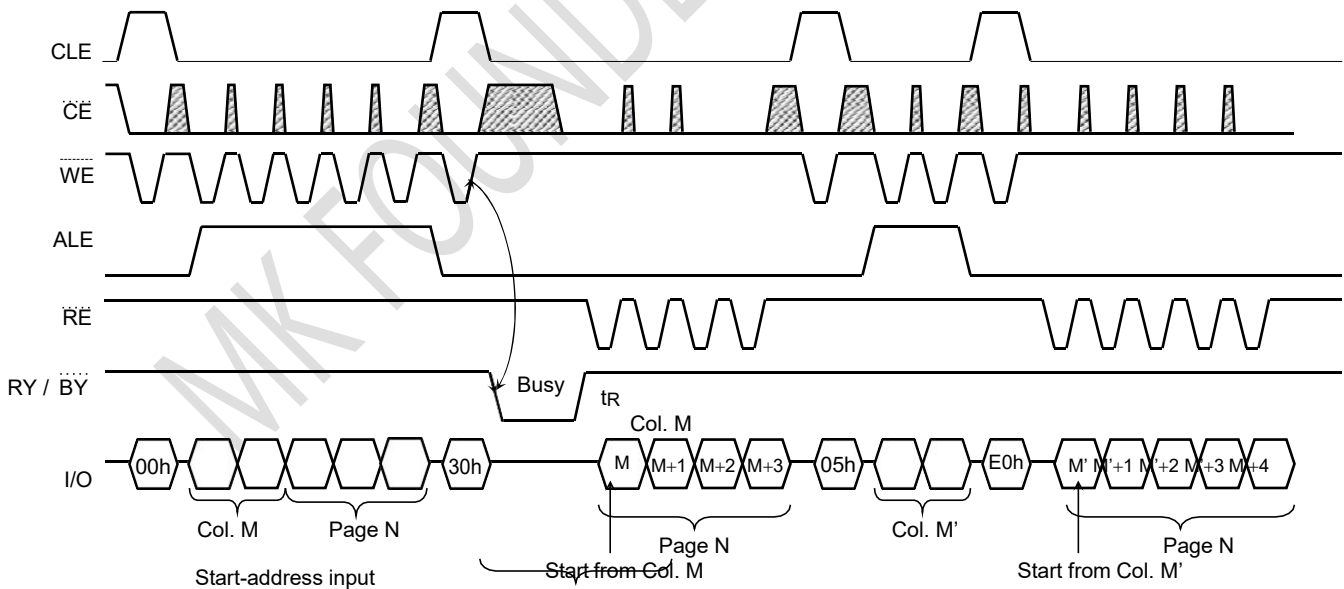 MK FOUNDE
CLE
CE
WE
ALE
RE
RY / BY
Busy
tR
Col. M
I/O
00h
30h
M
M+1
M+2
M+3
05h
E0h
M'
M'+1
M'+2
M'+3
M'+4
Col. M
Page N
Page N
Col. M'
Page N
Start-address input
Start from Col. M
Start from Col. M'